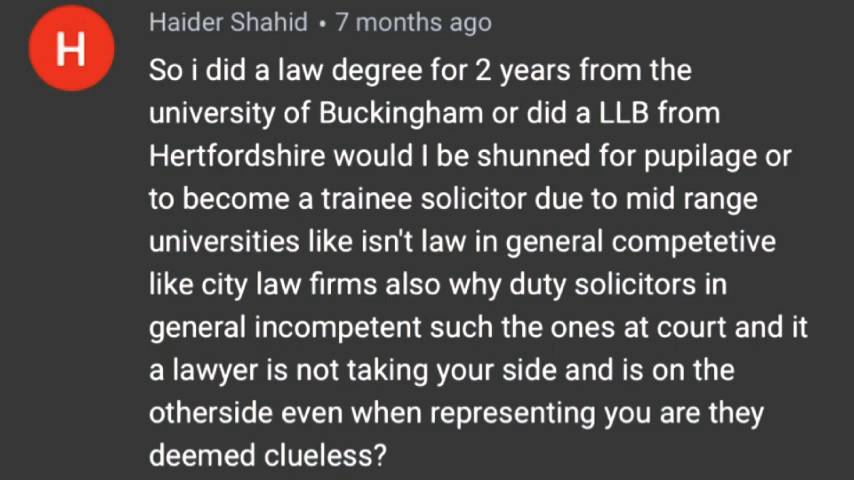 H
Haider Shahid • 7 months ago
So i did a law degree for 2 years from the
university of Buckingham or did a LLB from
Hertfordshire would I be shunned for pupilage or
to become a trainee solicitor due to mid range
universities like isn't law in general competetive
like city law firms also why duty solicitors in
general incompetent such the ones at court and it
a lawyer is not taking your side and is on the
otherside even when representing you are they
deemed clueless?